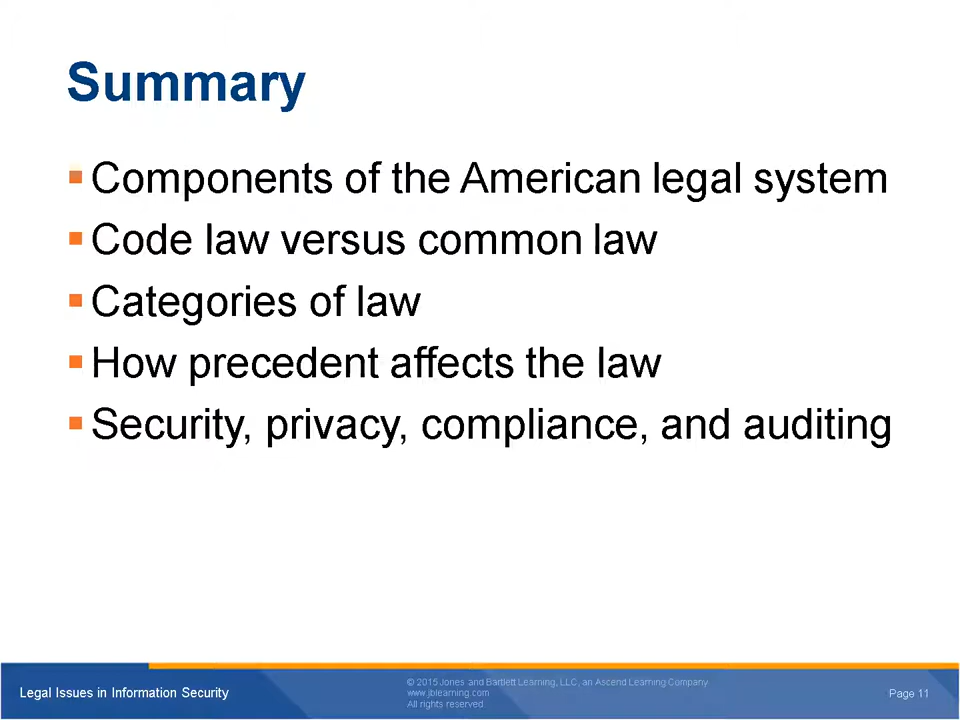 Summary
Components of the American legal system
Code law versus common law
Categories of law
How precedent affects the law
Security, privacy, compliance, and auditing
Legal Issues in Information Security
© 2015 Jones and Bartlett Learning, LLC, an Ascend Learning Company
www.jblearning.com
All rights reserved
Page 11